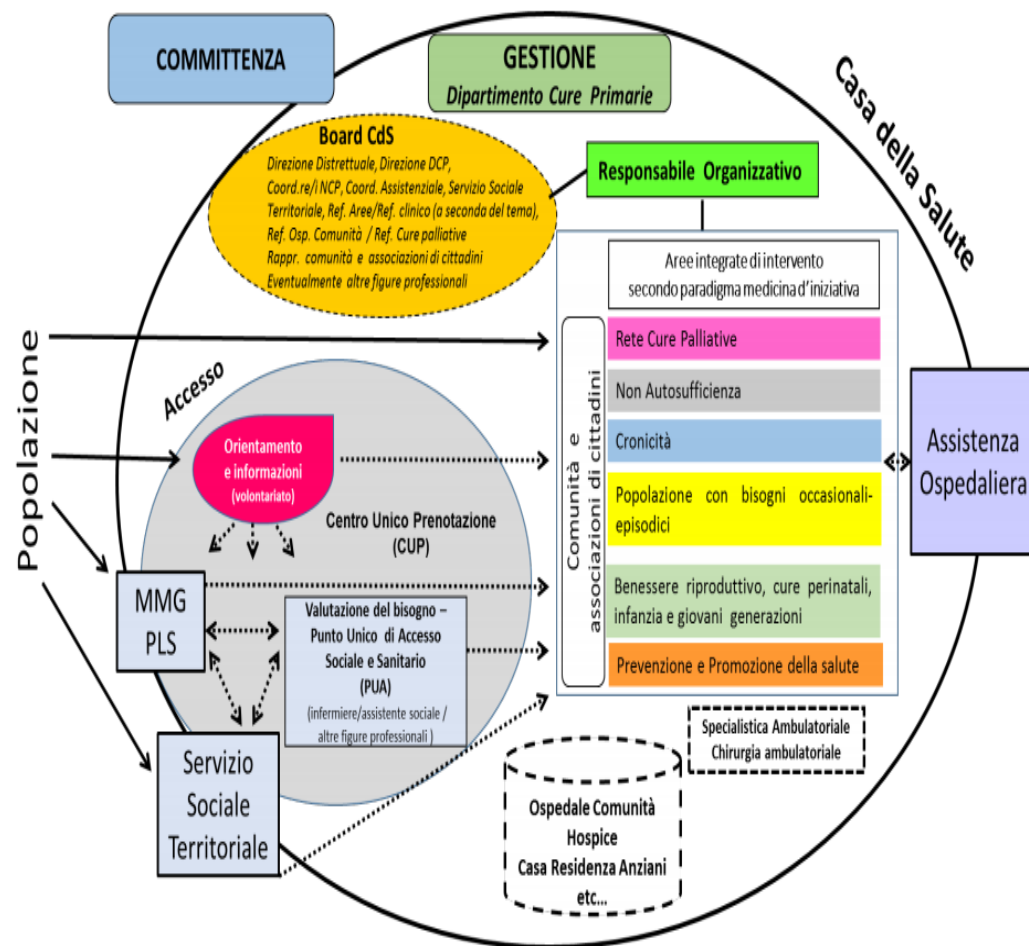 COMMITTENZA
GESTIONE
Dipartimento Cure Primarie
Casa della Salute
Board CdS
Direzione Distrettuale, Direzione DCP,
Coord.re/i NCP, Coord. Assistenziale, Servizio Sociale
Territoriale, Ref. Aree/Ref. clinico (a seconda del tema),
Ref. Osp. Comunità / Ref. Cure palliative
Rappr. comunità e associazioni di cittadini
Eventualmente altre figure professionali
Responsabile Organizzativo
Aree integrate di intervento
secondo paradigma medicina d'iniziativa
Popolazione
Accesso
Orientamento
e informazioni
(volontariato)
Centro Unico Prenotazione
(CUP)
MMG
PLS
Valutazione del bisogno –
Punto Unico di Accesso
Sociale e Sanitario
(PUA)
(infermiere/assistente sociale /
altre figure professionali )
Servizio
Sociale
Territoriale
Comunità e
associazioni di cittadini
Rete Cure Palliative
Non Autosufficienza
Cronicità
Popolazione con bisogni occasionali-
episodici
Benessere riproduttivo, cure perinatali,
infanzia e giovani generazioni
Prevenzione e Promozione della salute
Assistenza
Ospedaliera
Specialistica Ambulatoriale
Chirurgia ambulatoriale
Ospedale Comunità
Hospice
Casa Residenza Anziani
etc...